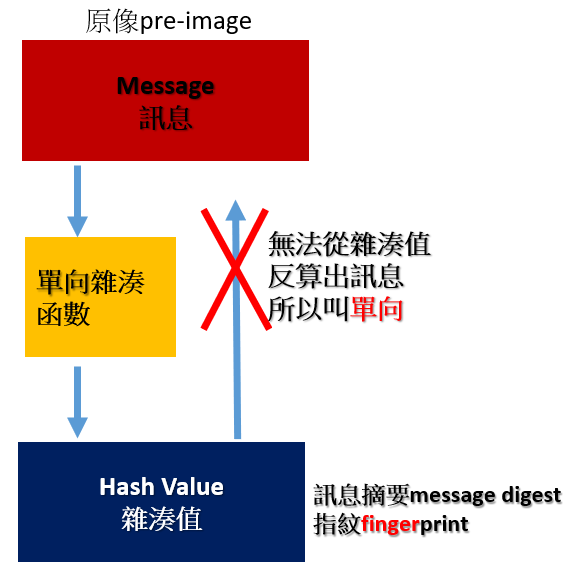 原像pre-image
Message
訊息
單向雜湊
函數
無法從雜湊值
反算出訊息
所以叫單向
Hash Value
雜湊值
訊息摘要message digest
指紋fingerprint